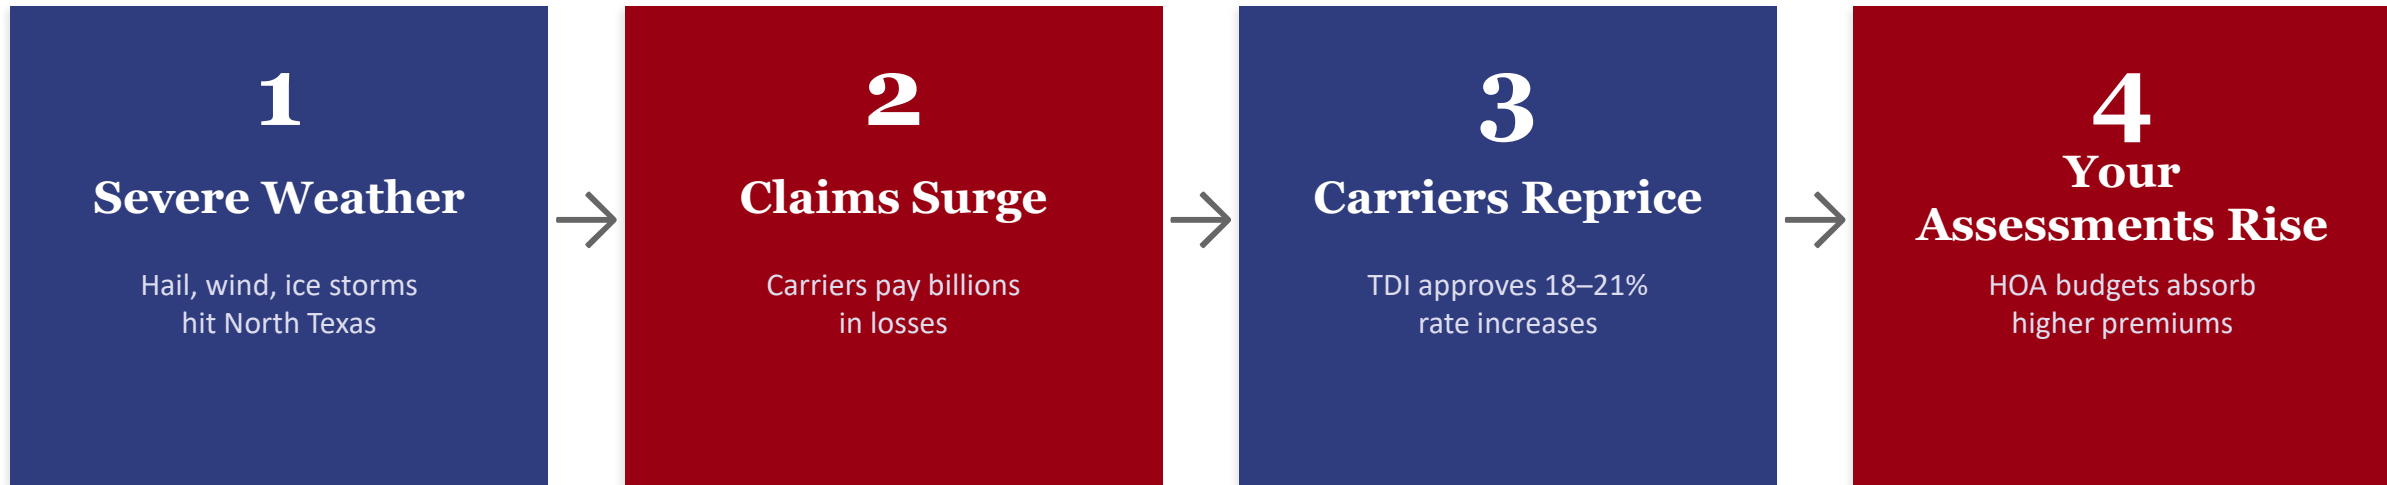 1
Severe Weather
Hail, wind, ice storms
hit North Texas
2
Claims Surge
Carriers pay billions
in losses
3
Carriers Reprice
TDI approves 18–21%
rate increases
4
Your
Assessments Rise
HOA budgets absorb
higher premiums